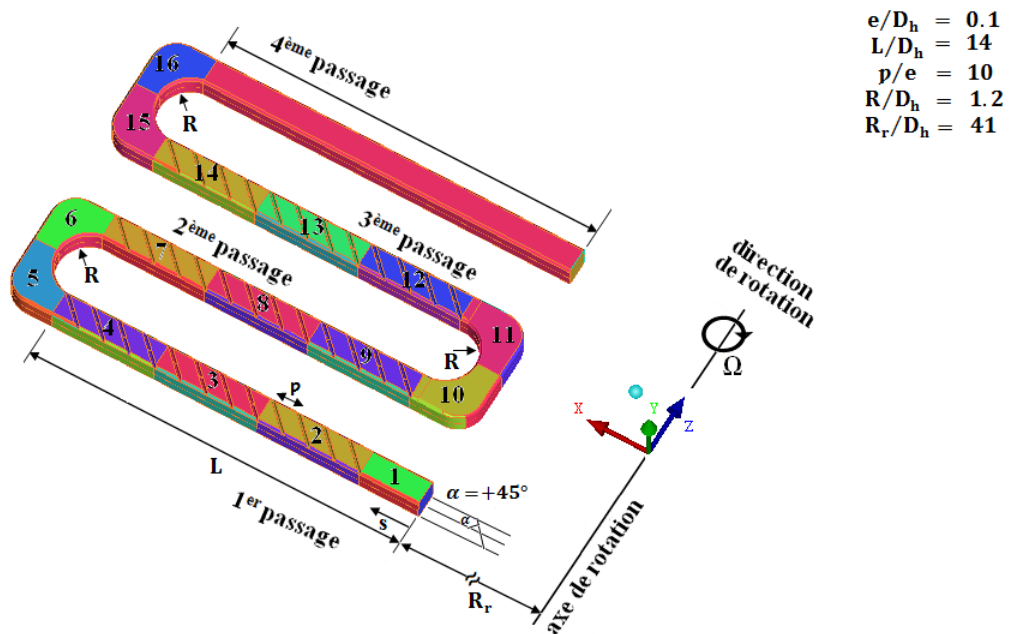 e/Dₕ = 0.1
L/Dₕ = 14
p/e = 10
R/Dₕ = 1.2
Rᵣ/Dₕ = 41
4ème passage
16
R
15
14
13
3ème passage
12
11
R
10
6
2ème passage
7
R
5
8
9
4
3
p
2
1
L
1er passage
s
α = +45°
α
Rᵣ
axe de rotation
direction
de rotation
Ω
X
Y
Z